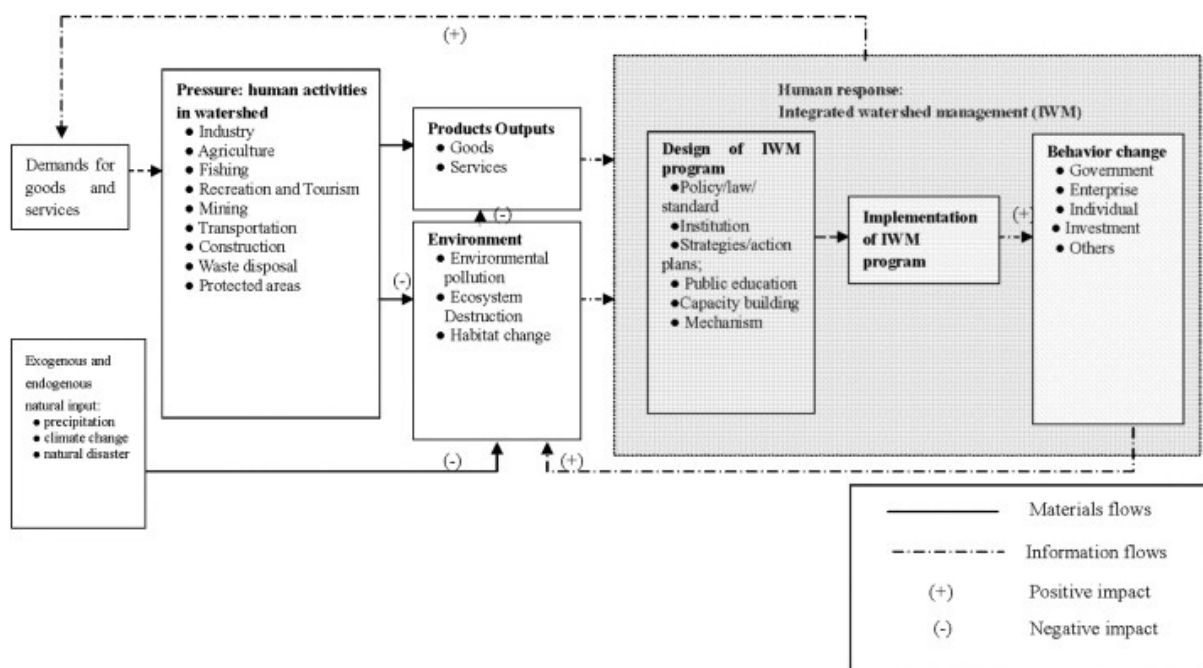 (+)
Pressure: human activities
in watershed
● Industry
● Agriculture
● Fishing
● Recreation and Tourism
● Mining
● Transportation
● Construction
● Waste disposal
● Protected areas
Demands for
goods and
services
Exogenous and
endogenous
natural input:
● precipitation
● climate change
● natural disaster
Products Outputs
● Goods
● Services
(-)
Environment
● Environmental
pollution
● Ecosystem
Destruction
● Habitat change
(-)
(-)
(+)
Human response:
Integrated watershed management (IWM)
Design of IWM
program
●Policy/law/
standard
●Institution
●Strategies/action
plans;
● Public education
●Capacity building
● Mechanism
Implementation
of IWM
program
(+)
Behavior change
● Government
● Enterprise
● Individual
● Investment
● Others
Materials flows
Information flows
(+) Positive impact
(-) Negative impact